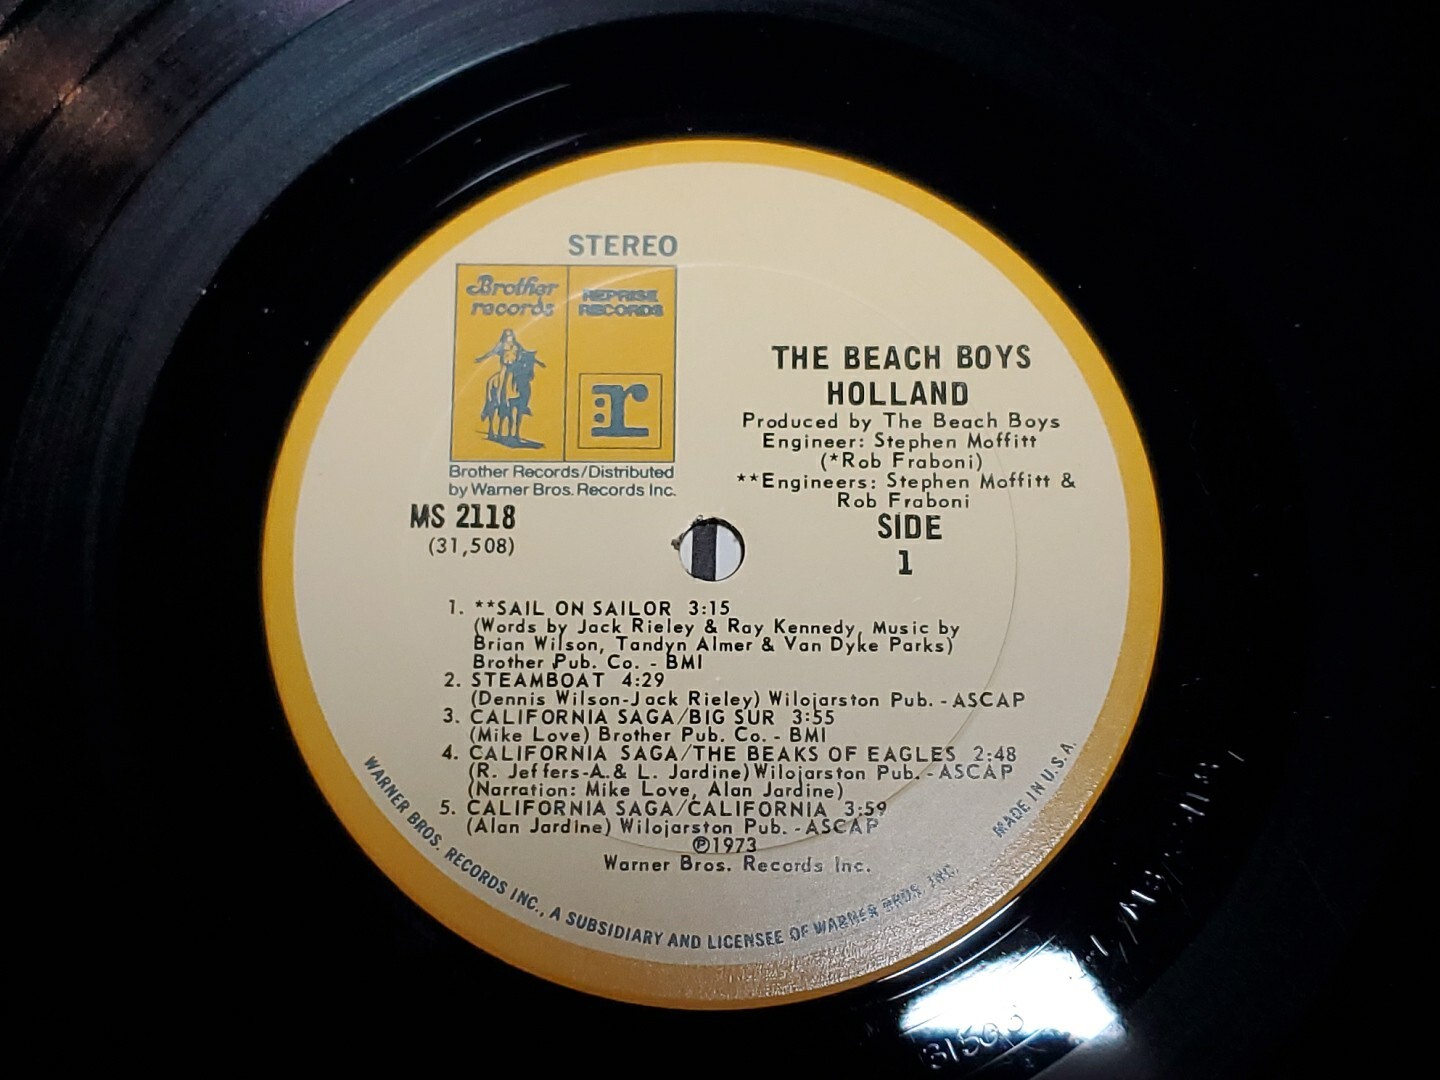 STEREO
Brother
records
REPRISE
RECORDS
r
Brother Records/Distributed
by Warner Bros. Records Inc.
MS 2118
(31,508)
THE BEACH BOYS
HOLLAND
Produced by The Beach Boys
Engineer: Stephen Moffitt
(*Rob Fraboni)
**Engineers: Stephen Moffitt &
Rob Fraboni
SIDE
1
1. **SAIL ON SAILOR 3:15
(Words by Jack Rieley & Ray Kennedy, Music by
Brian Wilson, Tandyn Almer & Van Dyke Parks)
Brother Pub. Co. - BMI
2. STEAMBOAT 4:29
(Dennis Wilson-Jack Rieley) Wilojarston Pub. - ASCAP
3. CALIFORNIA SAGA/BIG SUR 3:55
(Mike Love) Brother Pub. Co. - BMI
4. CALIFORNIA SAGA/THE BEAKS OF EAGLES 2:48
(R. Jeffers-A.& L. Jardine) Wilojarston Pub. - ASCAP
(Narration: Mike Love, Alan Jardine)
5. CALIFORNIA SAGA/CALIFORNIA 3:59
(Alan Jardine) Wilojarston Pub. - ASCAP
℗1973
Warner Bros. Records Inc.
WARNER BROS. RECORDS INC., A SUBSIDIARY AND LICENSEE OF WARNER BROS. INC.
MADE IN U.S.A.
31508